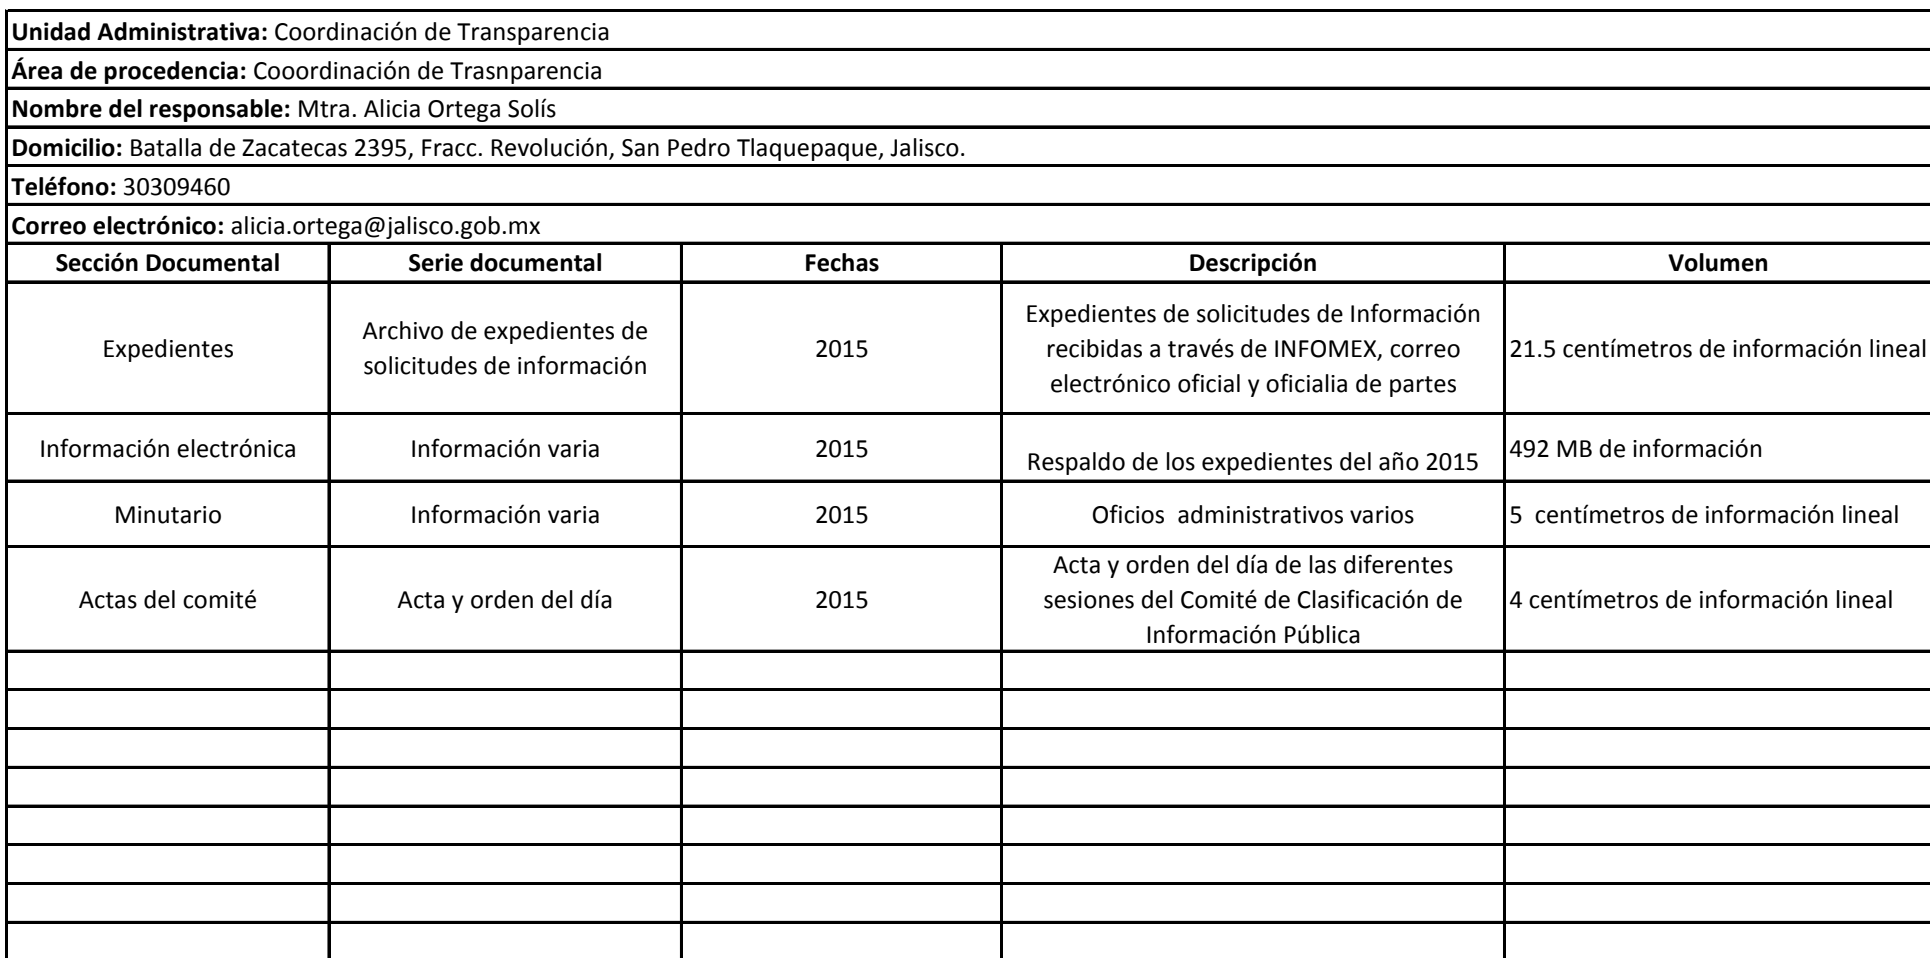 Unidad Administrativa: Coordinación de Transparencia
Área de procedencia: Cooordinación de Trasnparencia
Nombre del responsable: Mtra. Alicia Ortega Solís
Domicilio: Batalla de Zacatecas 2395, Fracc. Revolución, San Pedro Tlaquepaque, Jalisco.
Teléfono: 30309460
Correo electrónico: alicia.ortega@jalisco.gob.mx
Sección Documental Serie documental Fechas Descripción Volumen
Expedientes
Archivo de expedientes de
solicitudes de información
2015
Expedientes de solicitudes de Información
recibidas a través de INFOMEX, correo
electrónico oficial y oficialia de partes
21.5 centímetros de información lineal
Información electrónica
Información varia
2015
Respaldo de los expedientes del año 2015
492 MB de información
Minutario
Información varia
2015
Oficios  administrativos varios
5  centímetros de información lineal
Actas del comité
Acta y orden del día
2015
Acta y orden del día de las diferentes
sesiones del Comité de Clasificación de
Información Pública
4 centímetros de información lineal